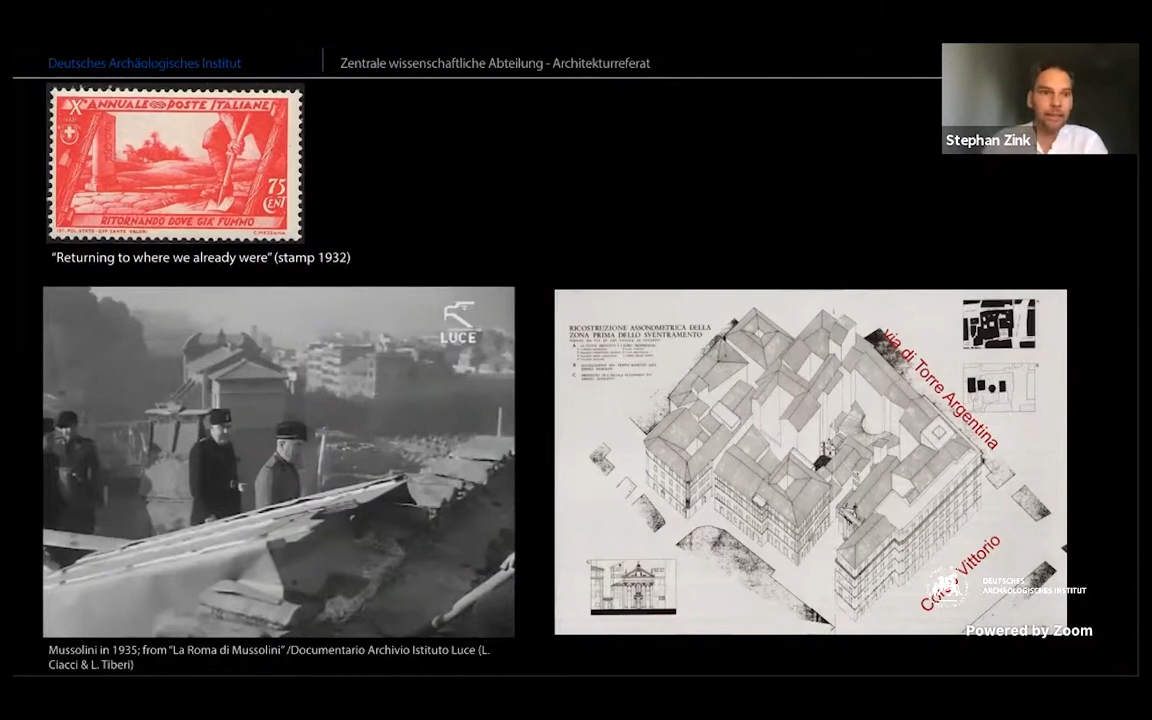 Deutsches Archäologisches Institut
Zentrale wissenschaftliche Abteilung - Architekturreferat
Stephan Zink
X ANNUALE POSTE ITALIANE
75
CENT
RITORNANDO DOVE GIA' FUMMO
C. MEZZANA
"Returning to where we already were" (stamp 1932)
LUCE
Mussolini in 1935; from "La Roma di Mussolini" /Documentario Archivio Istituto Luce (L.
Ciacci & L. Tiberi)
RICOSTRUZIONE ASSONOMETRICA DELLA
ZONA PRIMA DELLO SVENTRAMENTO
via di Torre Argentina
Corso Vittorio
DEUTSCHES
ARCHÄOLOGISCHES INSTITUT
Powered by Zoom